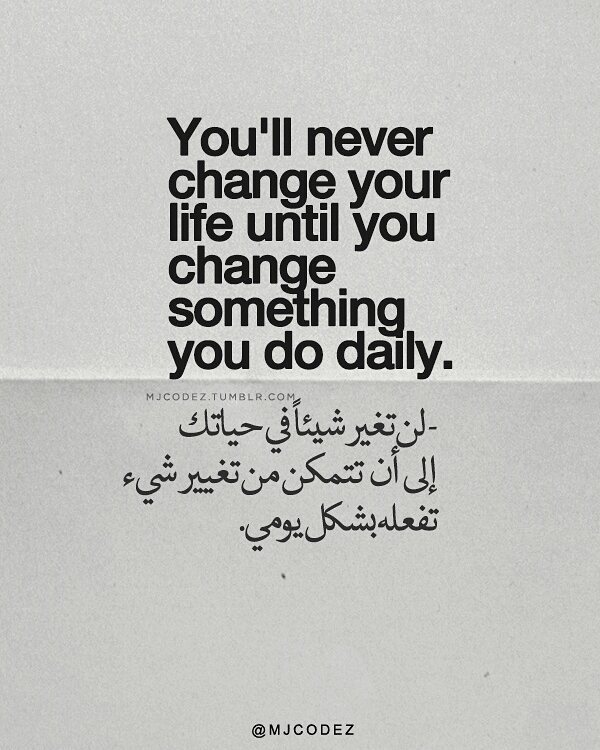 You'll never
change your
life until you
change
something
you do daily.
MJCODEZ.TUMBLR.COM
-لن تغير شيئاً في حياتك
إلى أن تتمكن من تغيير شيء
تفعله بشكل يومي.
@MJCODEZ